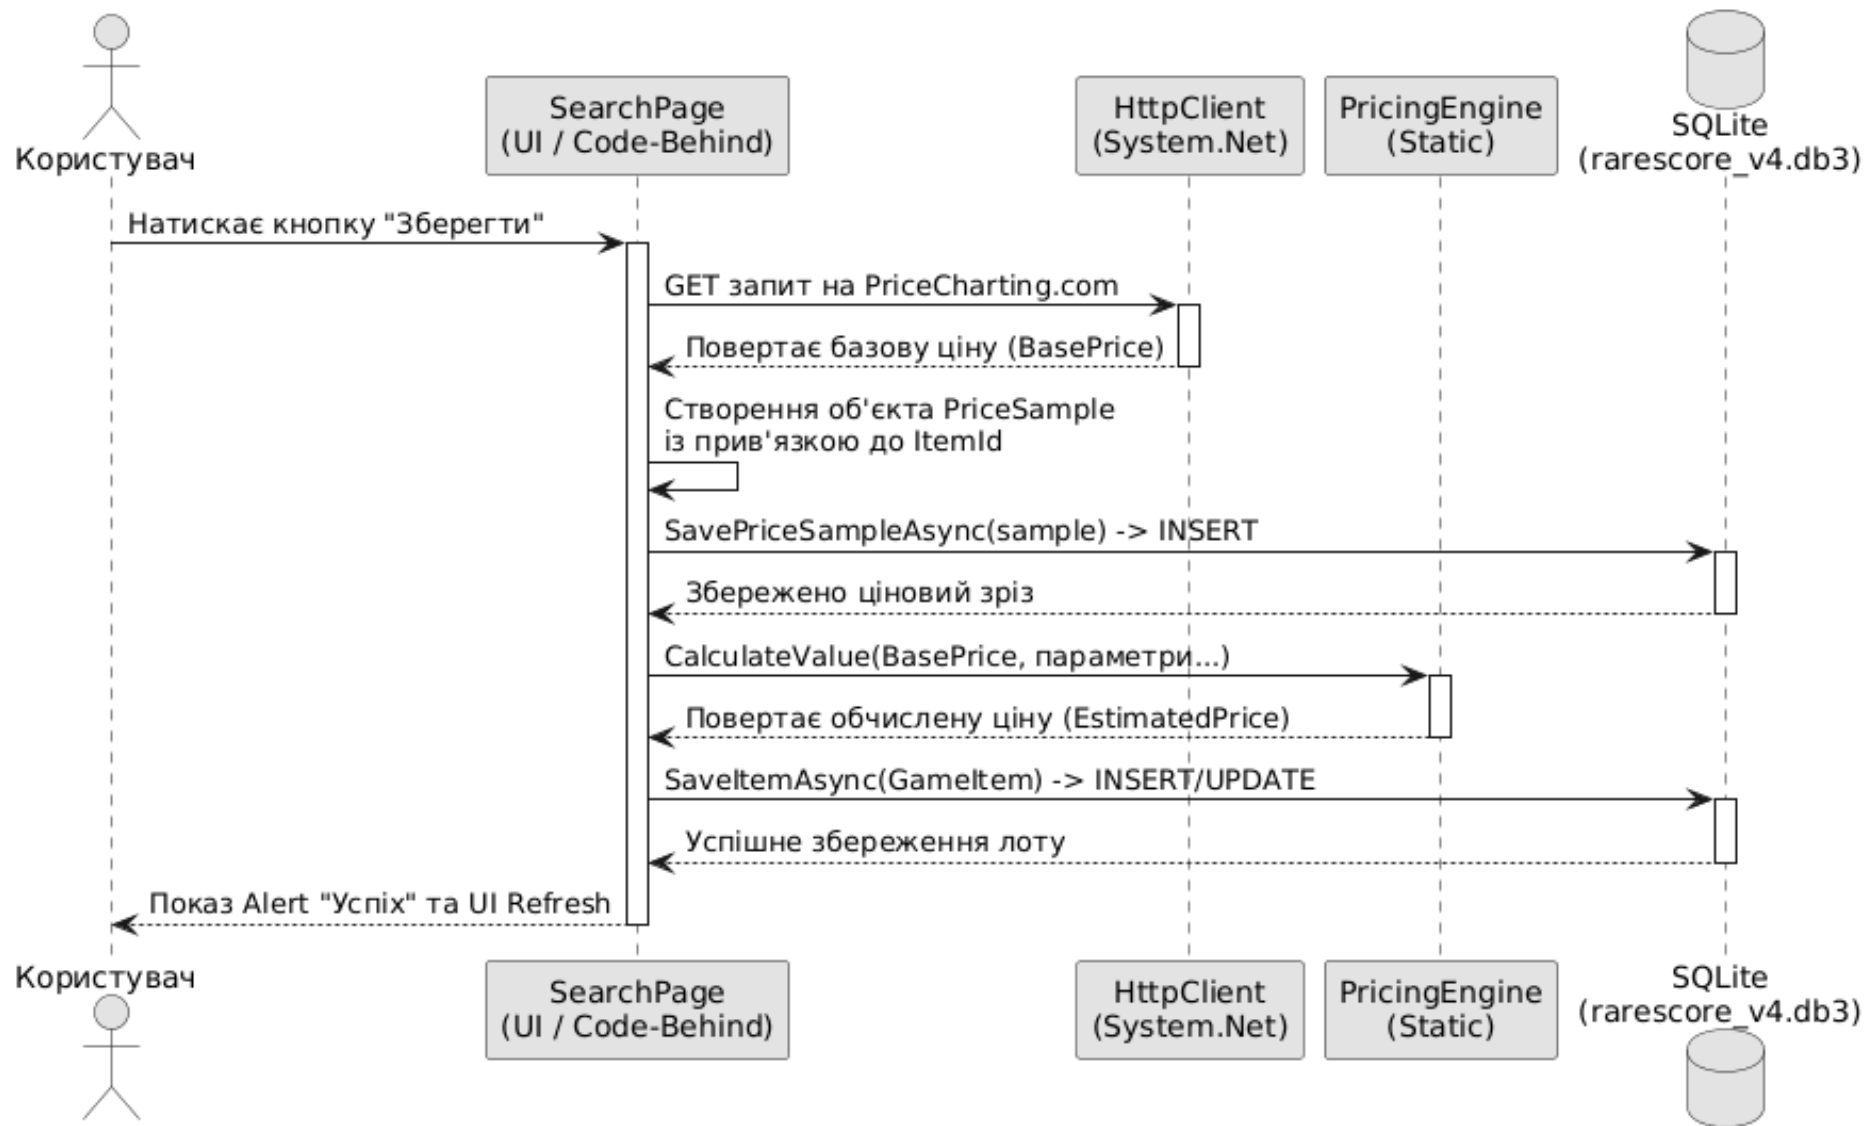 Користувач
SearchPage
(UI / Code-Behind)
HttpClient
(System.Net)
PricingEngine
(Static)
SQLite
(rarescore_v4.db3)
Натискає кнопку "Зберегти"
GET запит на PriceCharting.com
Повертає базову ціну (BasePrice)
Створення об'єкта PriceSample
із прив'язкою до ItemId
SavePriceSampleAsync(sample) -> INSERT
Збережено ціновий зріз
CalculateValue(BasePrice, параметри...)
Повертає обчислену ціну (EstimatedPrice)
SaveItemAsync(GameItem) -> INSERT/UPDATE
Успішне збереження лоту
Показ Alert "Успіх" та UI Refresh
Користувач
SearchPage
(UI / Code-Behind)
HttpClient
(System.Net)
PricingEngine
(Static)
SQLite
(rarescore_v4.db3)